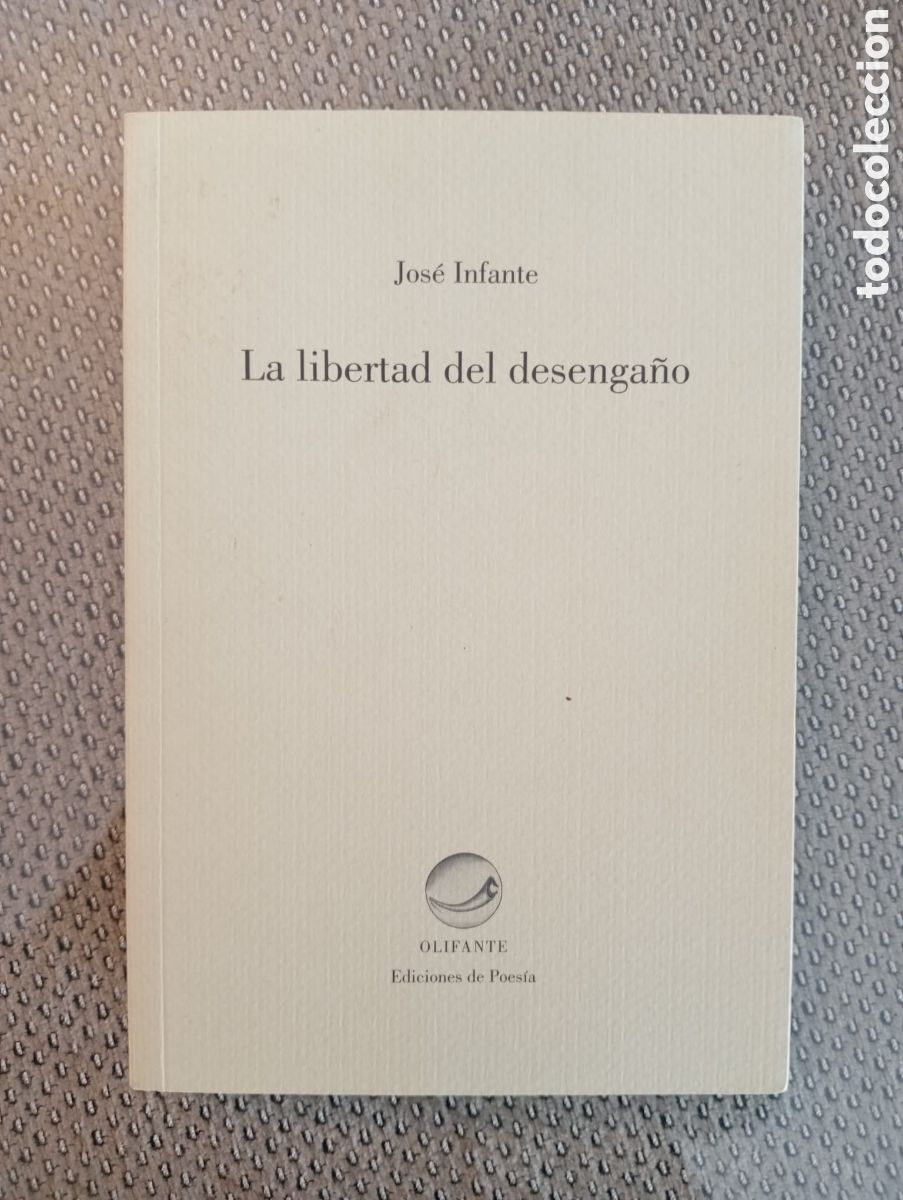 José Infante
La libertad del desengaño
OLIFANTE
Ediciones de Poesía
todocoleccion